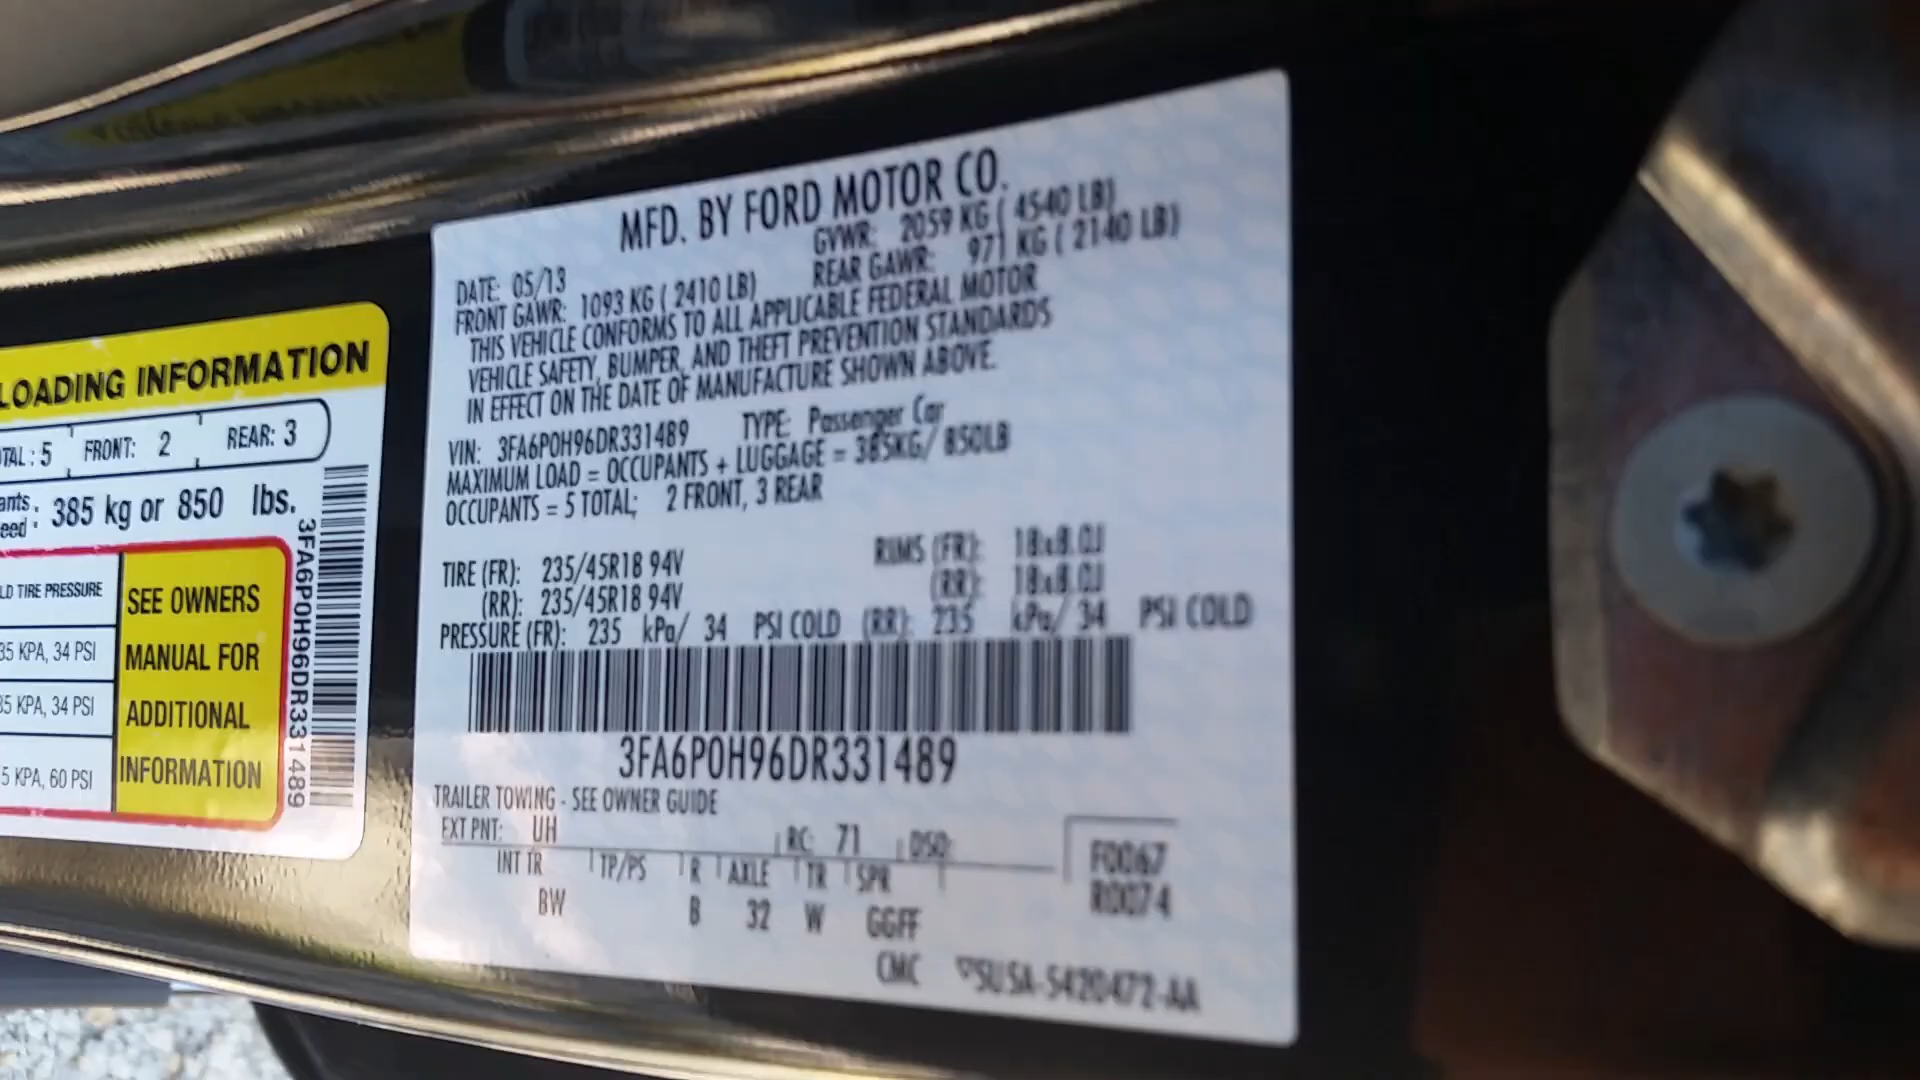 LOADING INFORMATION
TAL: 5 FRONT: 2 REAR: 3
ants. 385 kg or 850 lbs.
eed.
LD TIRE PRESSURE
35 KPA, 34 PSI
35 KPA, 34 PSI
5 KPA, 60 PSI
SEE OWNERS
MANUAL FOR
ADDITIONAL
INFORMATION
3FA6P0H96DR331489
MFD. BY FORD MOTOR CO.
DATE: 05/13 GVWR: 2059 KG ( 4540 LB)
FRONT GAWR: 1093 KG ( 2410 LB) REAR GAWR: 971 KG ( 2140 LB)
THIS VEHICLE CONFORMS TO ALL APPLICABLE FEDERAL MOTOR
VEHICLE SAFETY, BUMPER, AND THEFT PREVENTION STANDARDS
IN EFFECT ON THE DATE OF MANUFACTURE SHOWN ABOVE.
VIN: 3FA6P0H96DR331489 TYPE: Passenger Car
MAXIMUM LOAD = OCCUPANTS + LUGGAGE = 385KG/ 850LB
OCCUPANTS = 5 TOTAL; 2 FRONT, 3 REAR
TIRE (FR): 235/45R18 94V RIMS (FR): 18x8.0J
(RR): 235/45R18 94V (RR): 18x8.0J
PRESSURE (FR): 235 kPa/ 34 PSI COLD (RR): 235 kPa/ 34 PSI COLD
3FA6P0H96DR331489
TRAILER TOWING - SEE OWNER GUIDE
EXT PNT: UH RC: 71 DSO:
INT TR TP/PS R AXLE TR SPR
BW B 32 W GGFF
F0067
R0074
CMC 5U5A-5420472-AA